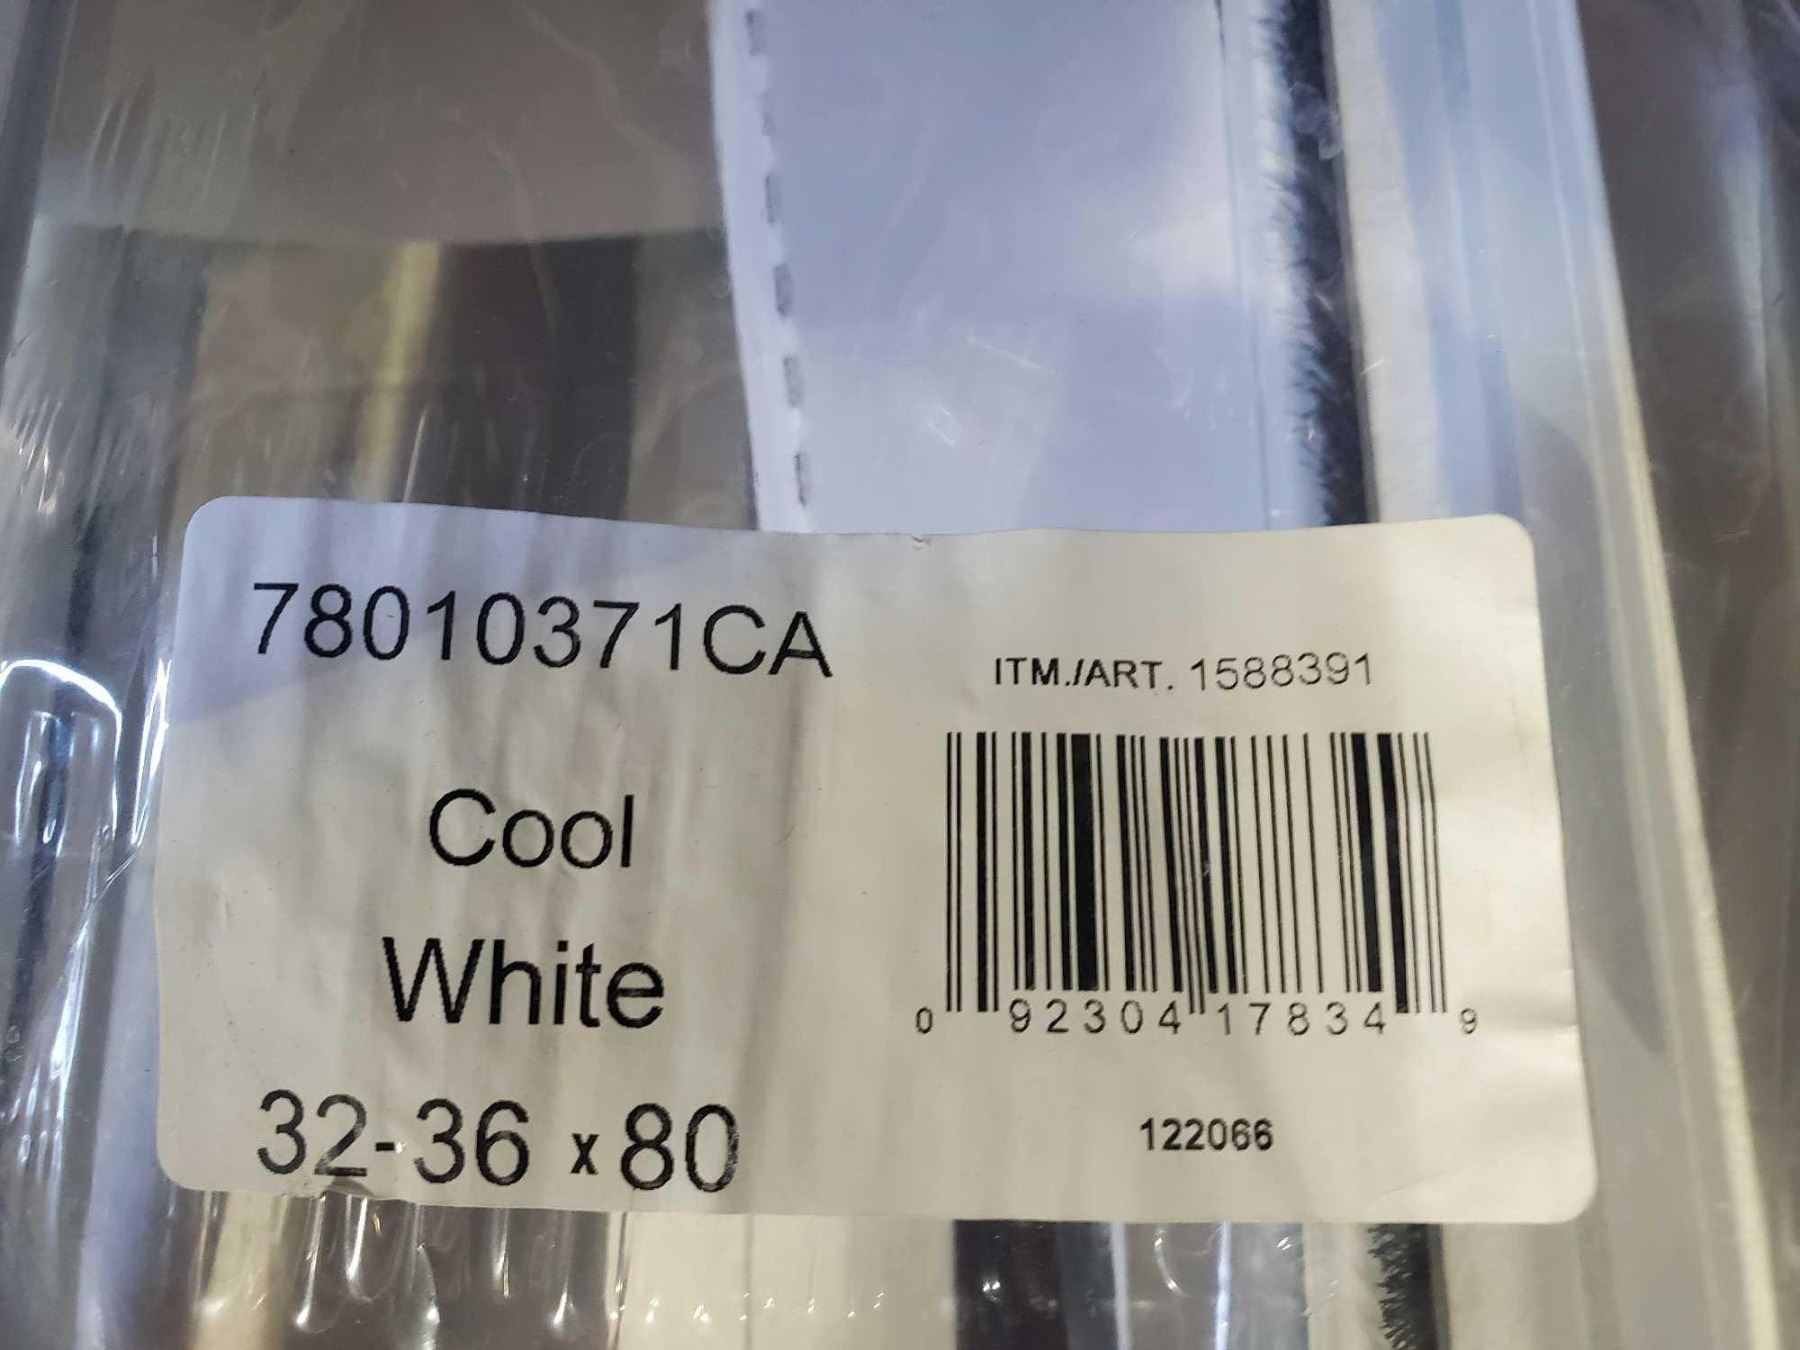 78010371CA
Cool
White
32-36 x 80
ITM./ART. 1588391
0 92304 17834 9
122066